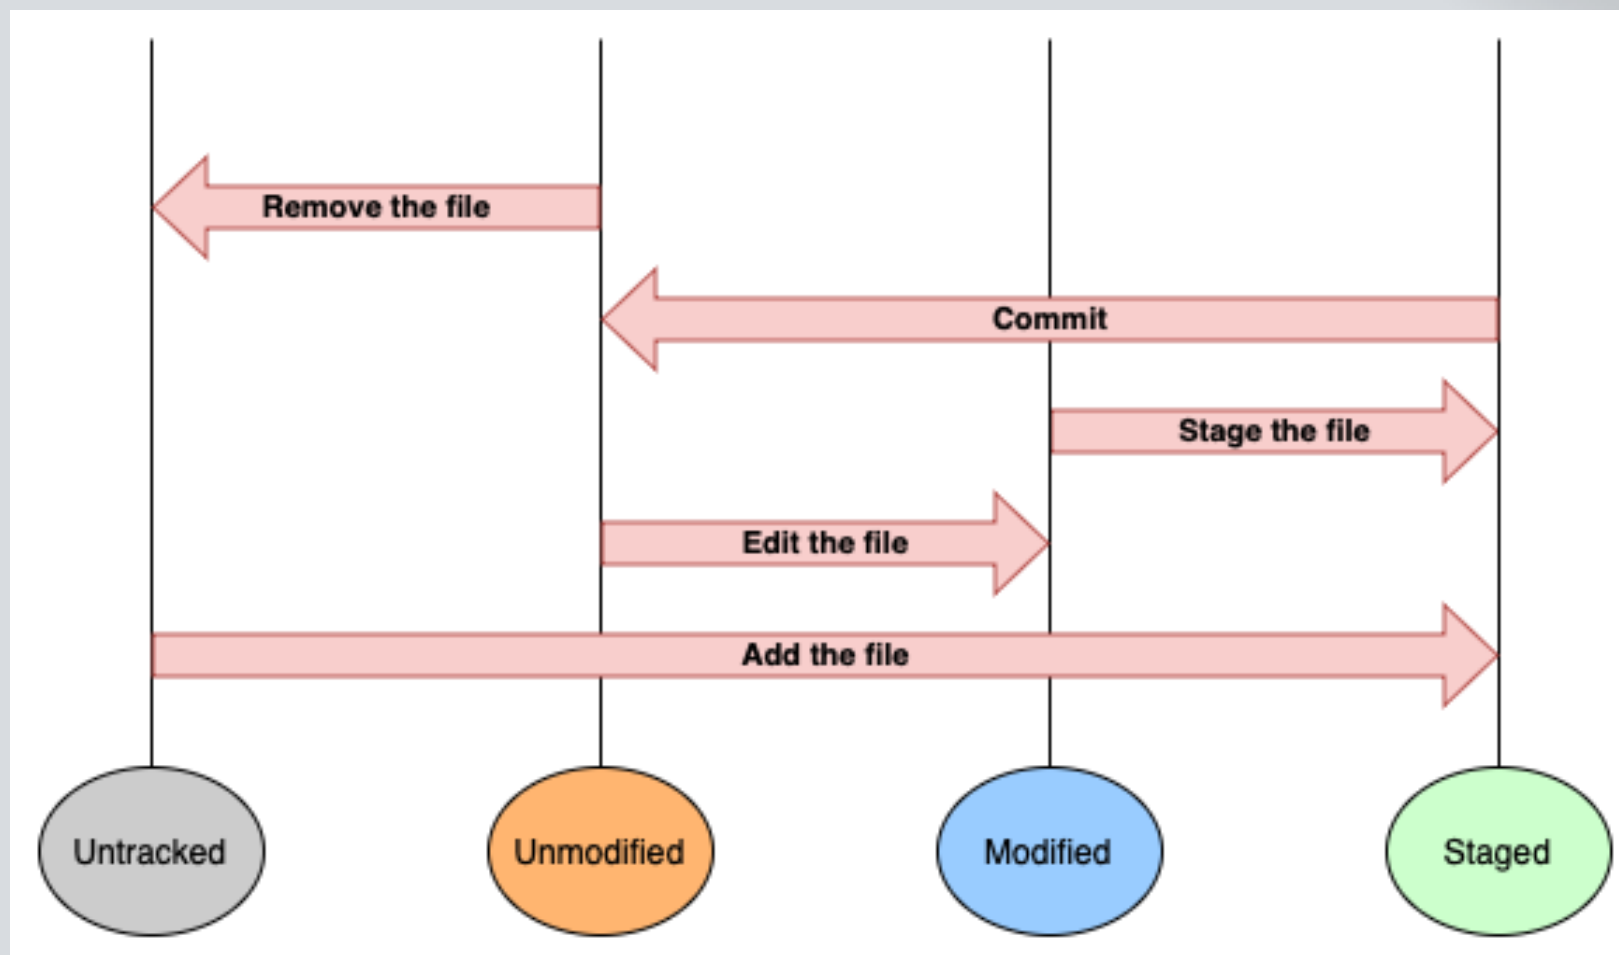 Remove the file
Commit
Stage the file
Edit the file
Add the file
Untracked
Unmodified
Modified
Staged